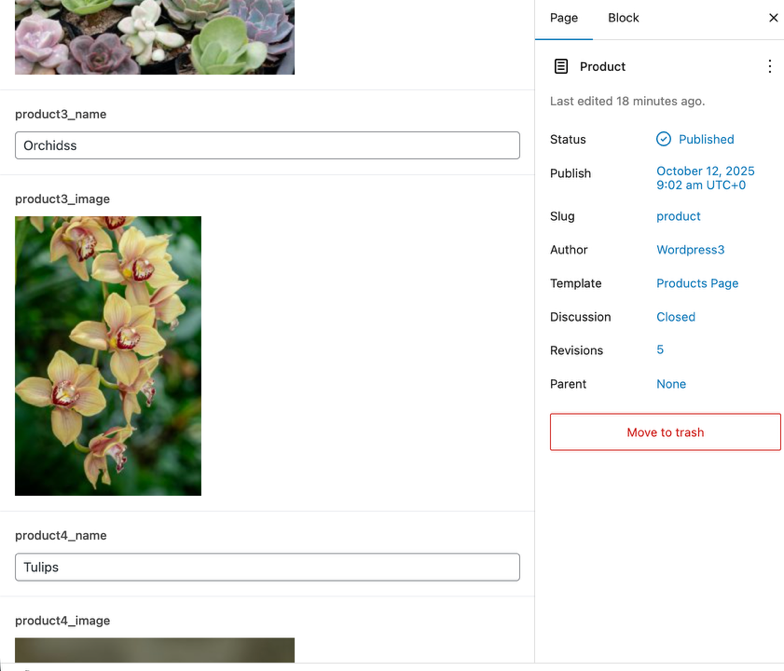 Page Block
product3_name
Orchidss
product3_image
product4_name
Tulips
product4_image
Product
Last edited 18 minutes ago.
Status Published
Publish October 12, 2025
9:02 am UTC+0
Slug product
Author Wordpress3
Template Products Page
Discussion Closed
Revisions 5
Parent None
Move to trash